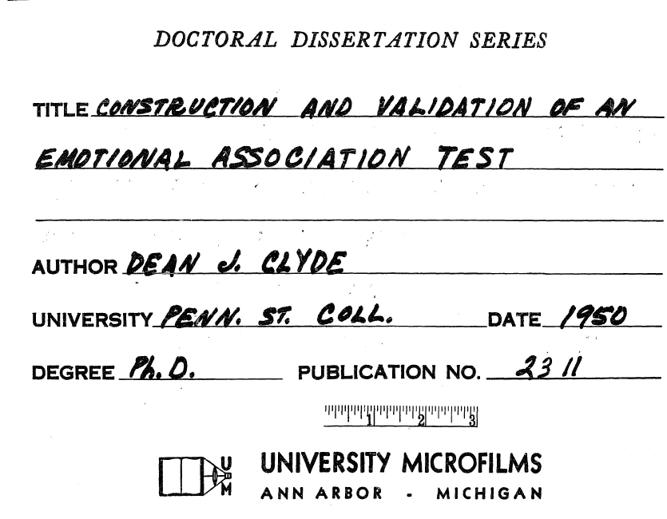 DOCTORAL DISSERTATION SERIES
TITLE CONSTRUCTION AND VALIDATION OF AN
EMOTIONAL ASSOCIATION TEST
AUTHOR DEAN J. CLYDE
UNIVERSITY PENN. ST. COLL. DATE 1950
DEGREE Ph.D. PUBLICATION NO. 2311
1 2 3
U M UNIVERSITY MICROFILMS
ANN ARBOR - MICHIGAN